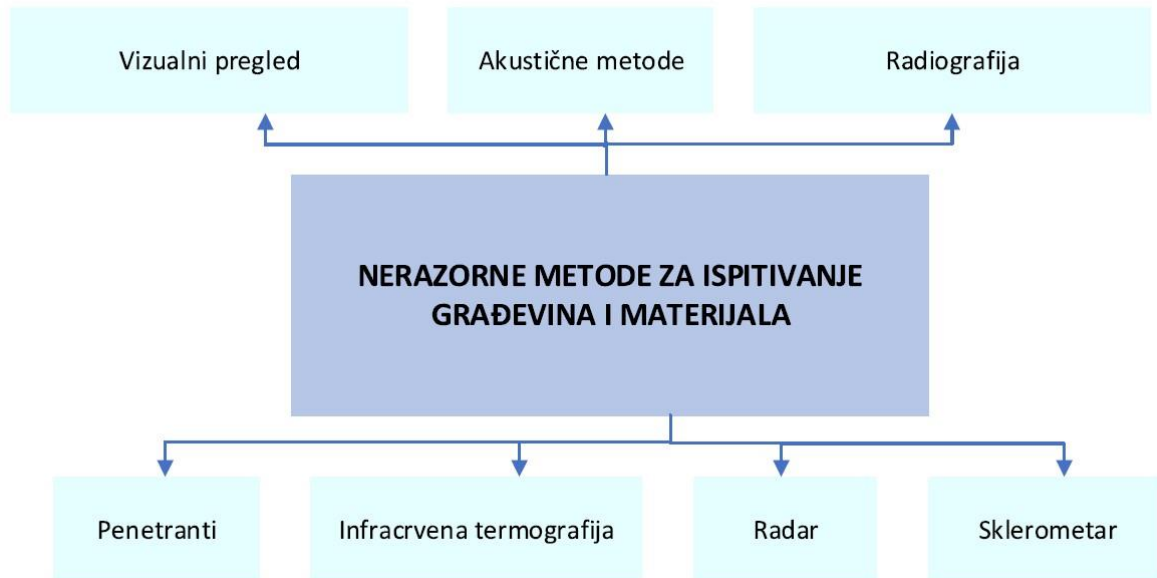 Vizualni pregled
Akustične metode
Radiografija
NERAZORNE METODE ZA ISPITIVANJE
GRAĐEVINA I MATERIJALA
Penetranti
Infracrvena termografija
Radar
Sklerometar